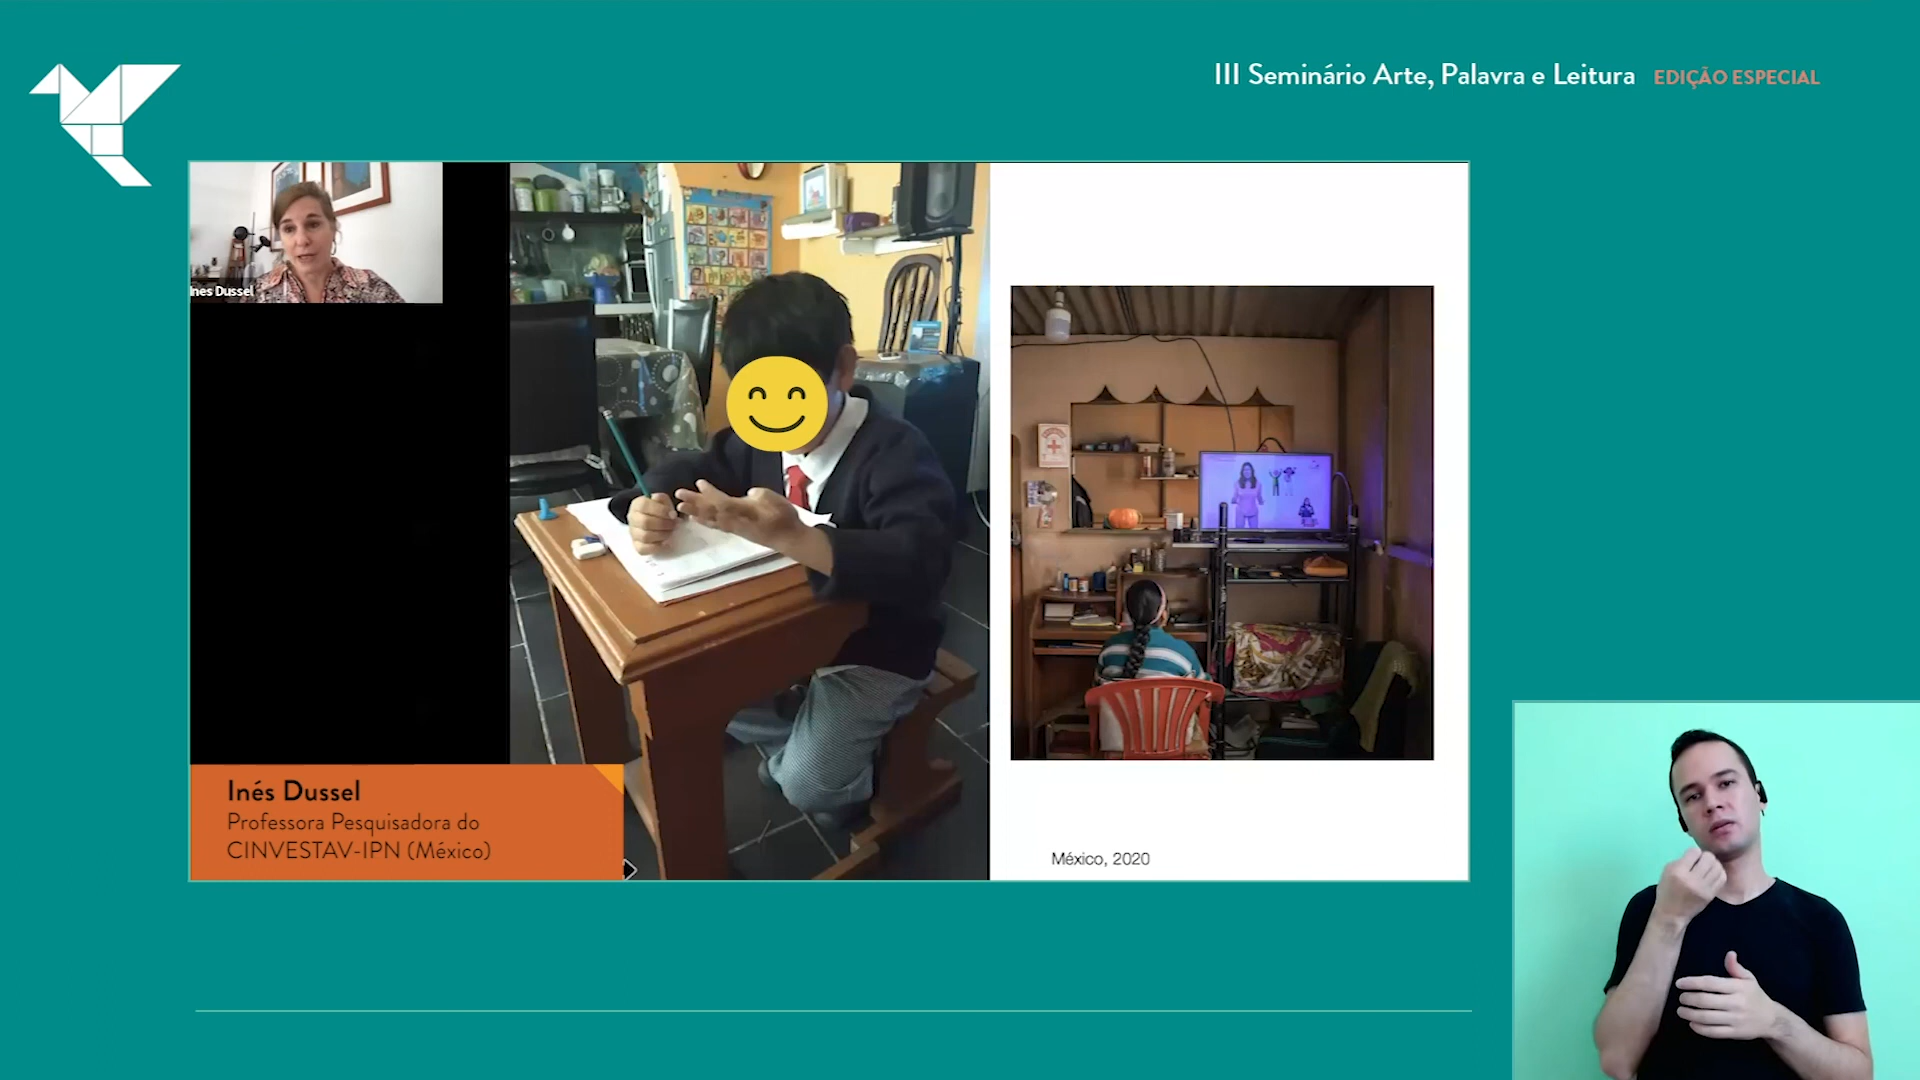 III Seminário Arte, Palavra e Leitura EDIÇÃO ESPECIAL
Ines Dussel
Inés Dussel
Professora Pesquisadora do
CINVESTAV-IPN (México)
México, 2020